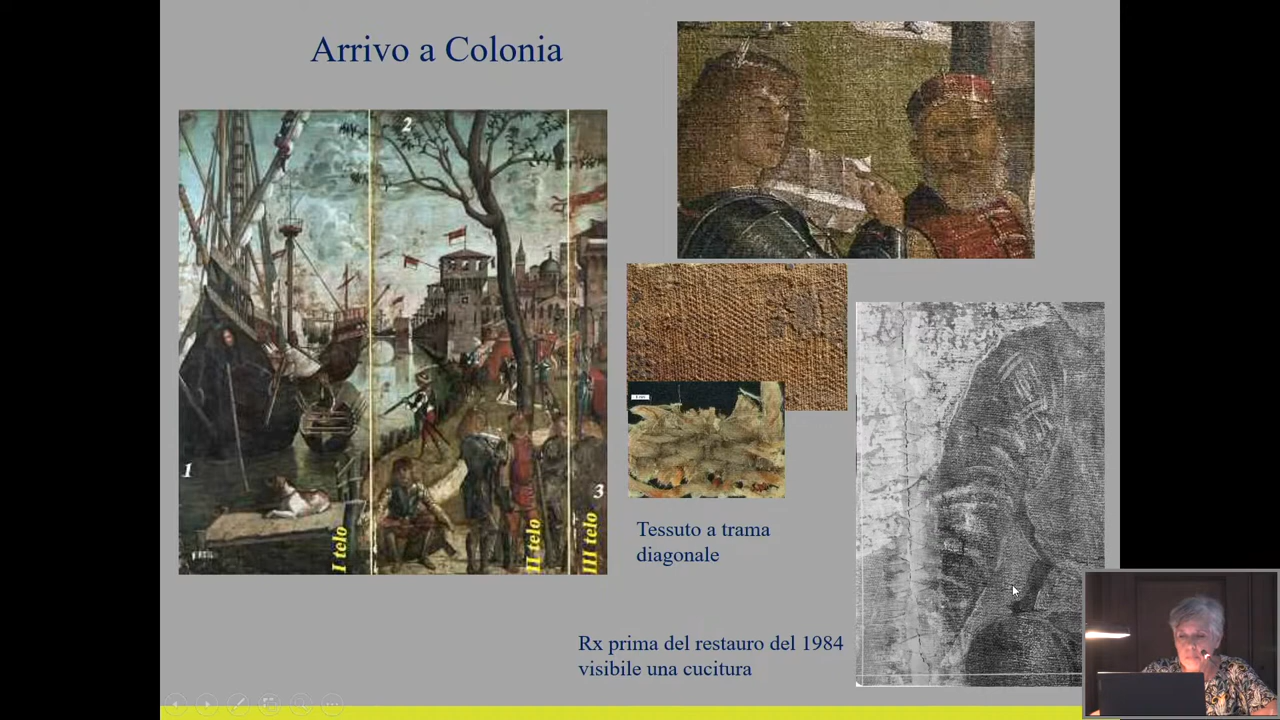 Arrivo a Colonia
2
1
3
I telo
II telo
III telo
Tessuto a trama
diagonale
Rx prima del restauro del 1984
visibile una cucitura